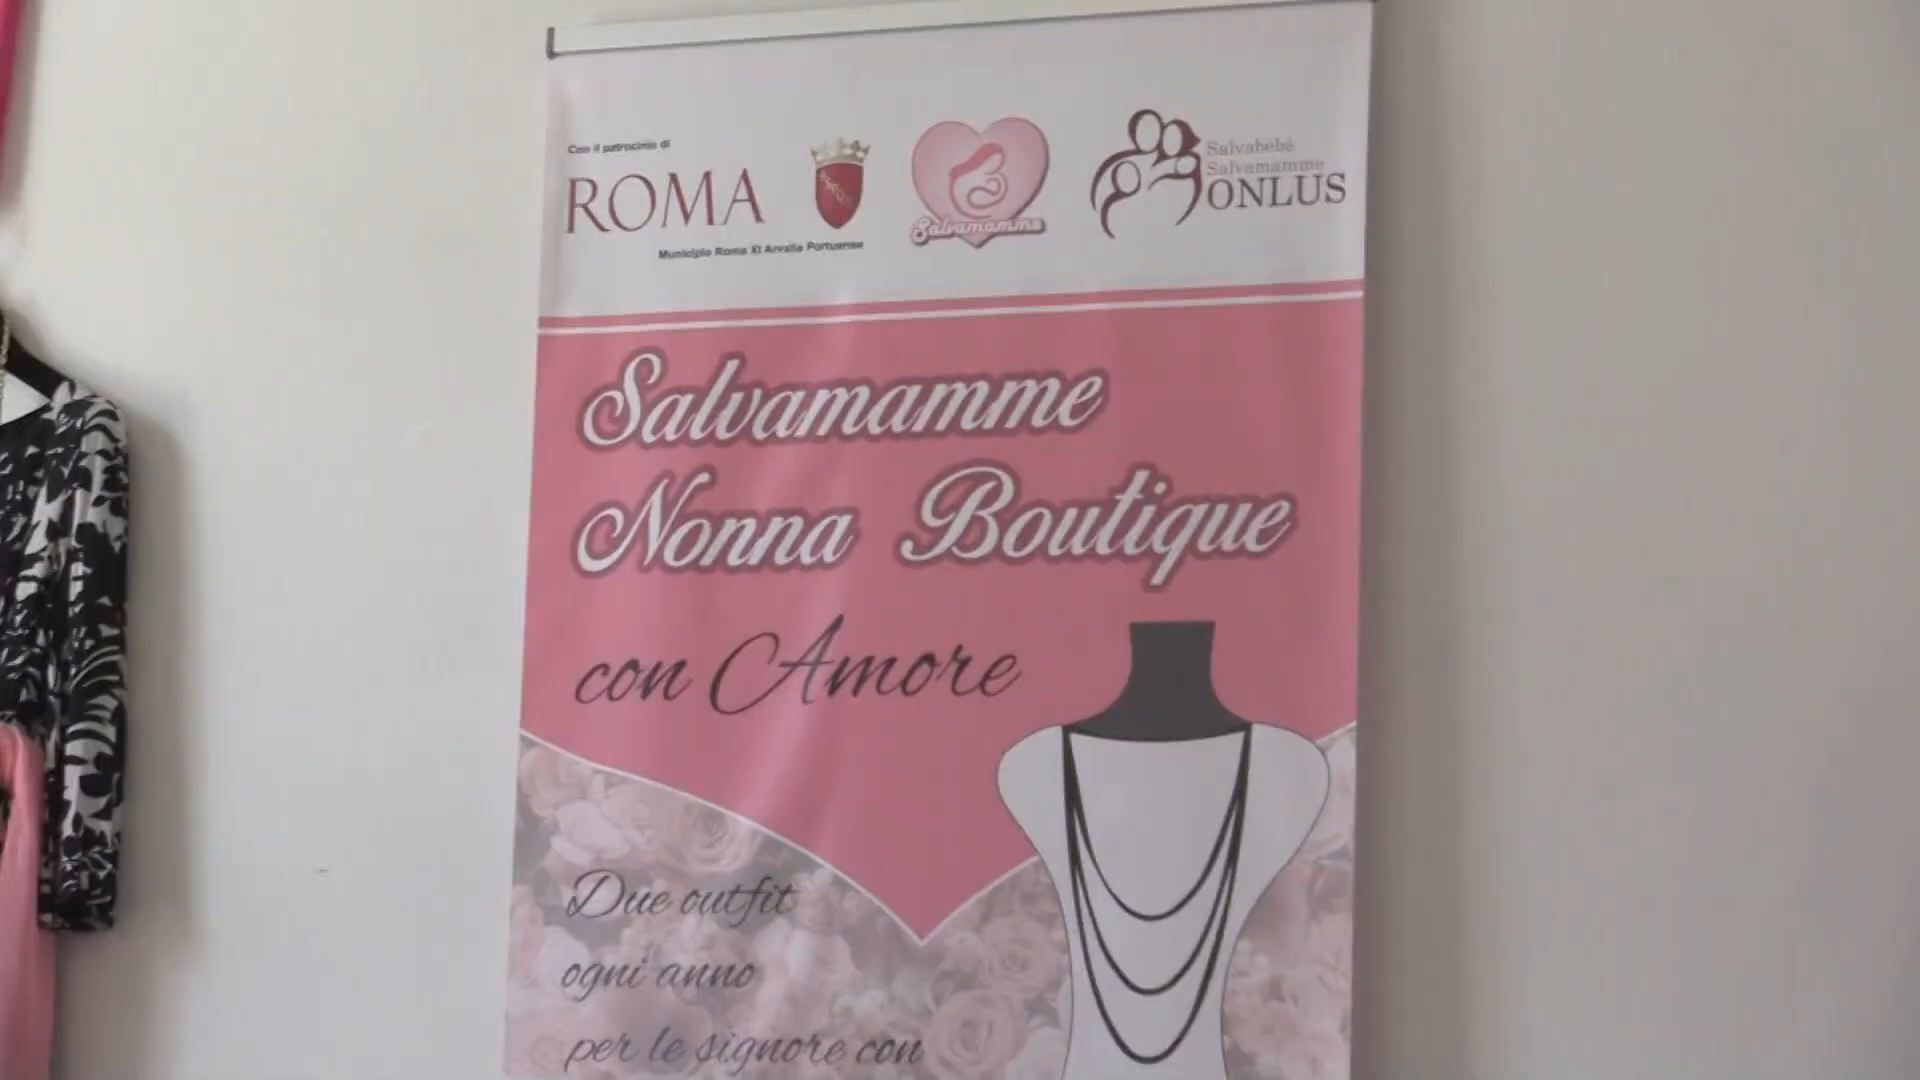 Con il patrocinio di
ROMA
SPQR
Municipio Roma XI Arvalia Portuense
Salvamamme
Salvabebè
Salvamamme
ONLUS
Salvamamme
Nonna Boutique
con Amore
Due outfit
ogni anno
per le signore con